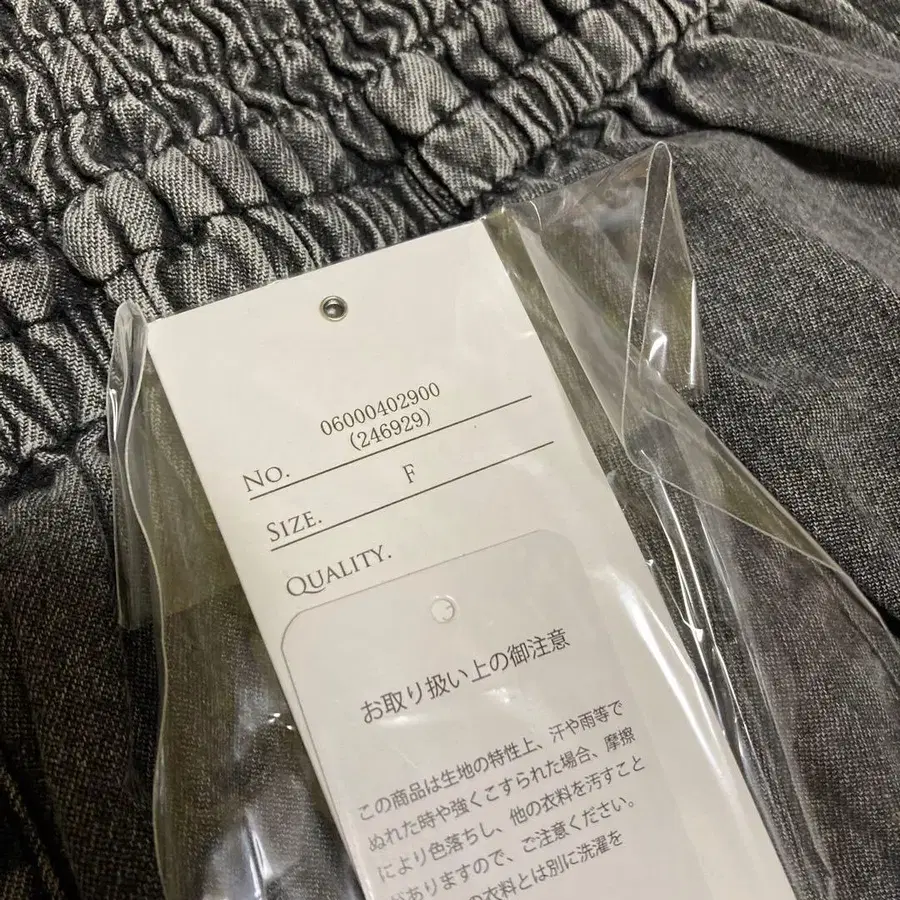 06000402900
(246929)
NO.
F
SIZE.
QUALITY.
お取り扱い上の御注意
この商品は生地の特性上、汗や雨等で
ぬれた時や強くこすられた場合、摩擦
により色落ちし、他の衣料を汚すこと
がありますので、ご注意ください。
の衣料とは別に洗濯を